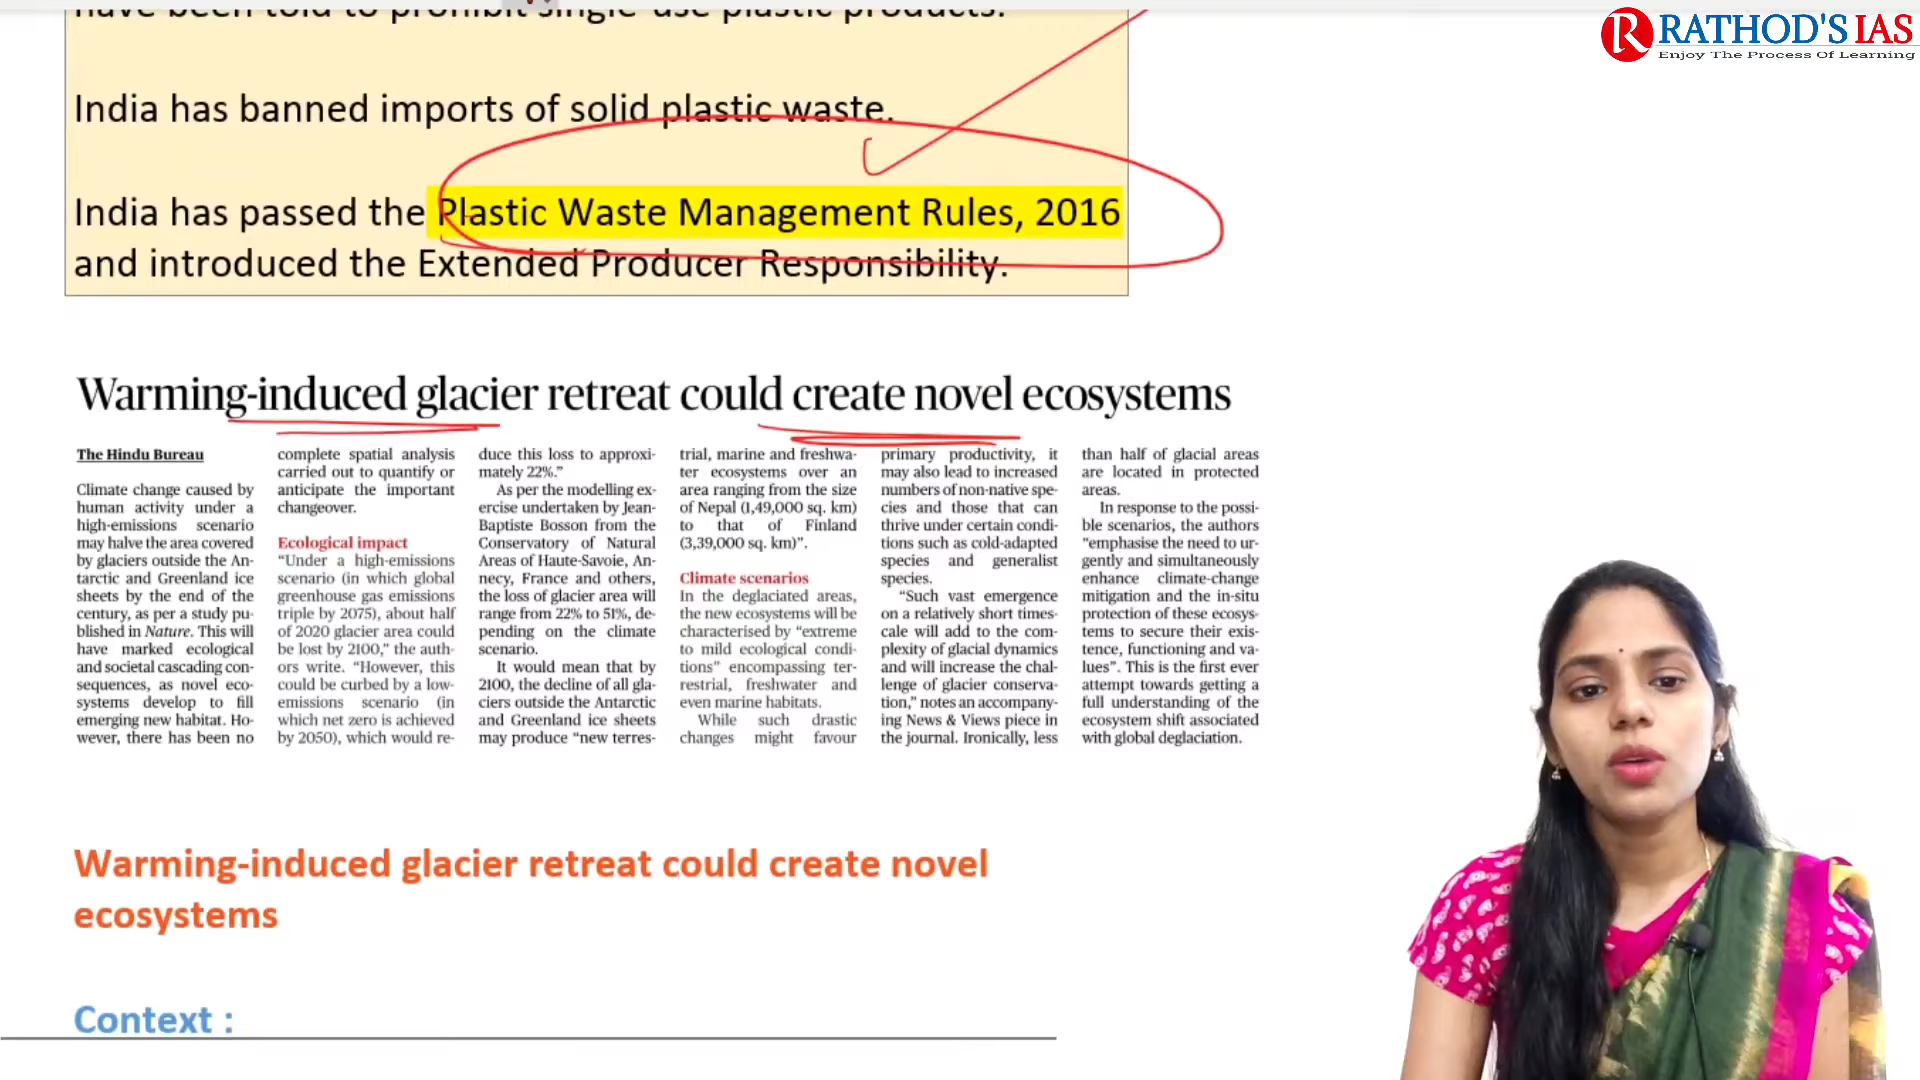 have been told to prohibit single-use plastic products.
RATHOD'S IAS
Enjoy The Process Of Learning
India has banned imports of solid plastic waste.
India has passed the Plastic Waste Management Rules, 2016
and introduced the Extended Producer Responsibility.
Warming-induced glacier retreat could create novel ecosystems
The Hindu Bureau
Climate change caused by
human activity under a
high-emissions scenario
may halve the area covered
by glaciers outside the An-
tarctic and Greenland ice
sheets by the end of the
century, as per a study pu-
blished in Nature. This will
have marked ecological
and societal cascading con-
sequences, as novel eco-
systems develop to fill
emerging new habitat. Ho-
wever, there has been no
complete spatial analysis
carried out to quantify or
anticipate the important
changeover.
Ecological impact
“Under a high-emissions
scenario (in which global
greenhouse gas emissions
triple by 2075), about half
of 2020 glacier area could
be lost by 2100,” the auth-
ors write. “However, this
could be curbed by a low-
emissions scenario (in
which net zero is achieved
by 2050), which would re-
duce this loss to approxi-
mately 22%.”
As per the modelling ex-
ercise undertaken by Jean-
Baptiste Bosson from the
Conservatory of Natural
Areas of Haute-Savoie, An-
necy, France and others,
the loss of glacier area will
range from 22% to 51%, de-
pending on the climate
scenario.
It would mean that by
2100, the decline of all gla-
ciers outside the Antarctic
and Greenland ice sheets
may produce “new terres-
trial, marine and freshwa-
ter ecosystems over an
area ranging from the size
of Nepal (1,49,000 sq. km)
to that of Finland
(3,39,000 sq. km)”.
Climate scenarios
In the deglaciated areas,
the new ecosystems will be
characterised by “extreme
to mild ecological condi-
tions” encompassing ter-
restrial, freshwater and
even marine habitats.
While such drastic
changes might favour
primary productivity, it
may also lead to increased
numbers of non-native spe-
cies and those that can
thrive under certain condi-
tions such as cold-adapted
species and generalist
species.
“Such vast emergence
on a relatively short times-
cale will add to the com-
plexity of glacial dynamics
and will increase the chal-
lenge of glacier conserva-
tion,” notes an accompany-
ing News & Views piece in
the journal. Ironically, less
than half of glacial areas
are located in protected
areas.
In response to the possi-
ble scenarios, the authors
“emphasise the need to ur-
gently and simultaneously
enhance climate-change
mitigation and the in-situ
protection of these ecosys-
tems to secure their exis-
tence, functioning and va-
lues”. This is the first ever
attempt towards getting a
full understanding of the
ecosystem shift associated
with global deglaciation.
Warming-induced glacier retreat could create novel
ecosystems
Context :